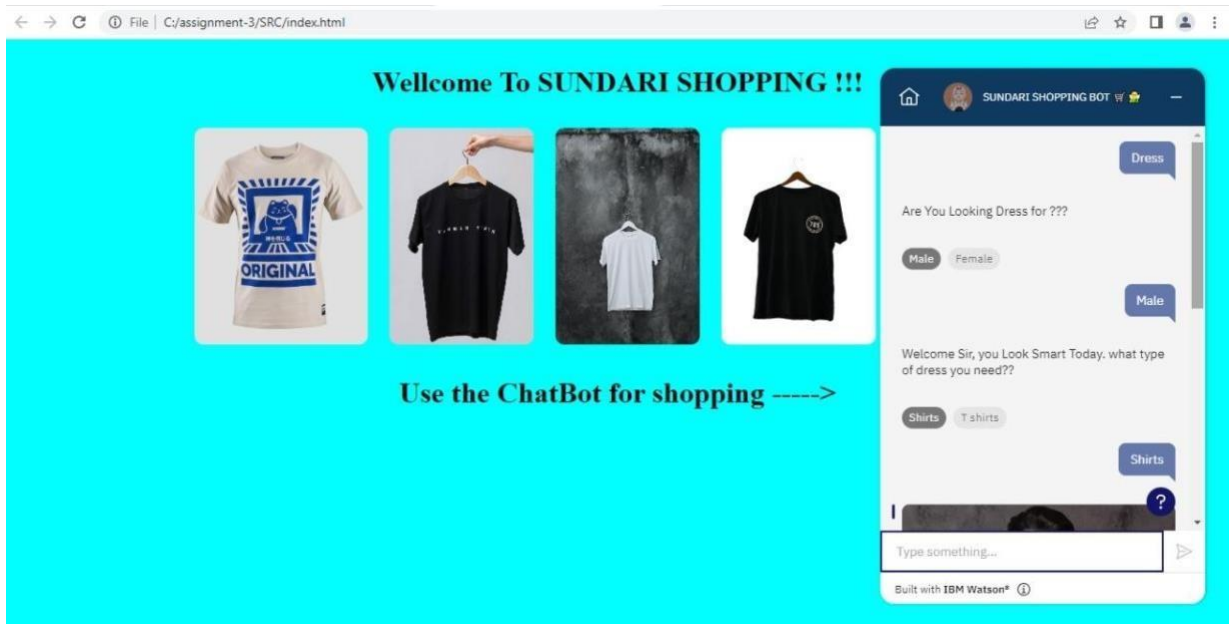 File | C:/assignment-3/SRC/index.html
Wellcome To SUNDARI SHOPPING !!!
ORIGINAL
Use the ChatBot for shopping ----->
SUNDARI SHOPPING BOT
Dress
Are You Looking Dress for ???
Male Female
Male
Welcome Sir, you Look Smart Today. what type
of dress you need??
Shirts T shirts
Shirts
?
Type something...
Built with IBM Watson®